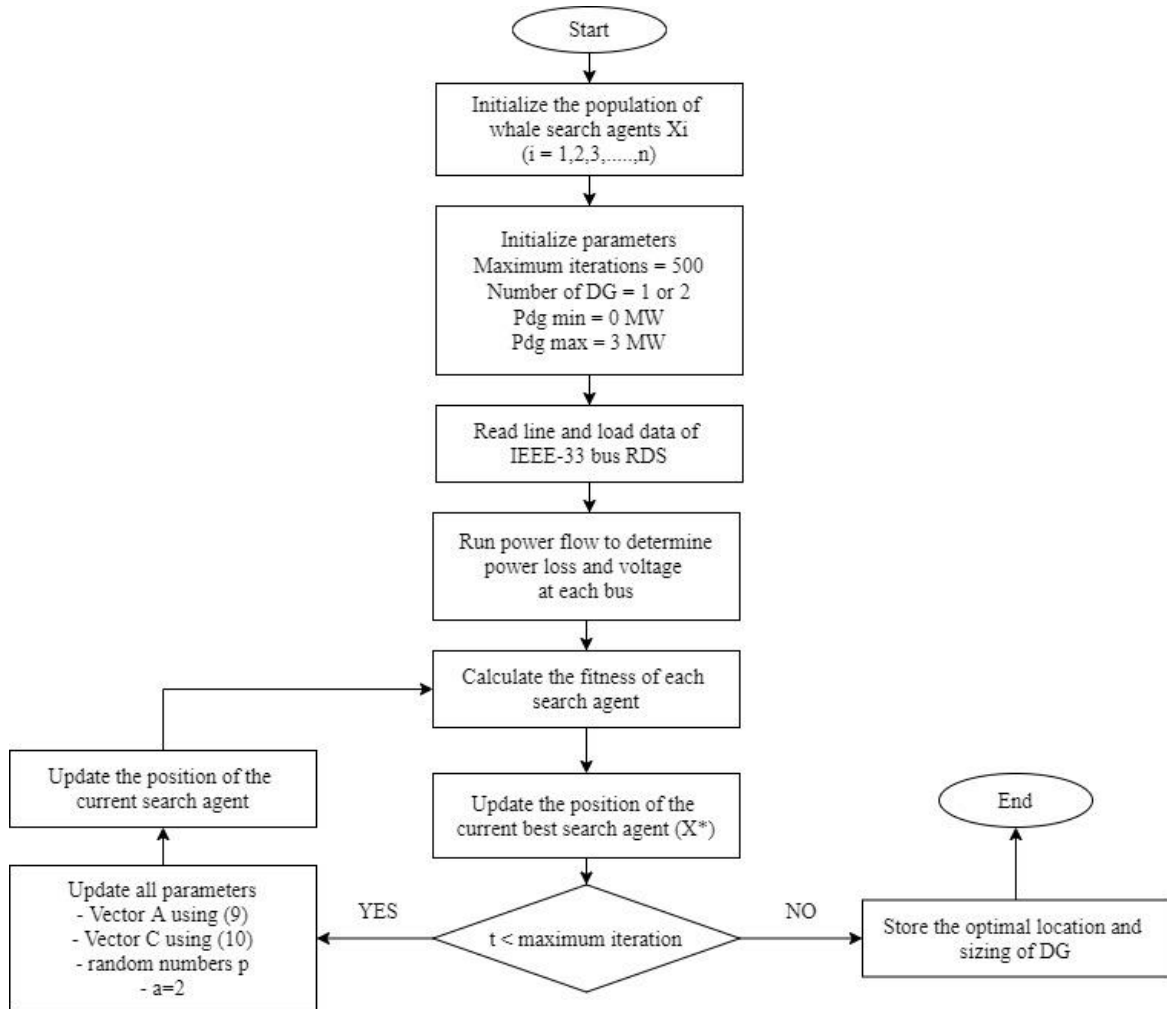 Start
Initialize the population of
whale search agents Xi
(i = 1,2,3,.....,n)
Initialize parameters
Maximum iterations = 500
Number of DG = 1 or 2
Pdg min = 0 MW
Pdg max = 3 MW
Read line and load data of
IEEE-33 bus RDS
Run power flow to determine
power loss and voltage
at each bus
Calculate the fitness of each
search agent
Update the position of the
current best search agent (X*)
t < maximum iteration
YES
Update all parameters
- Vector A using (9)
- Vector C using (10)
- random numbers p
- a=2
Update the position of the
current search agent
NO
Store the optimal location and
sizing of DG
End